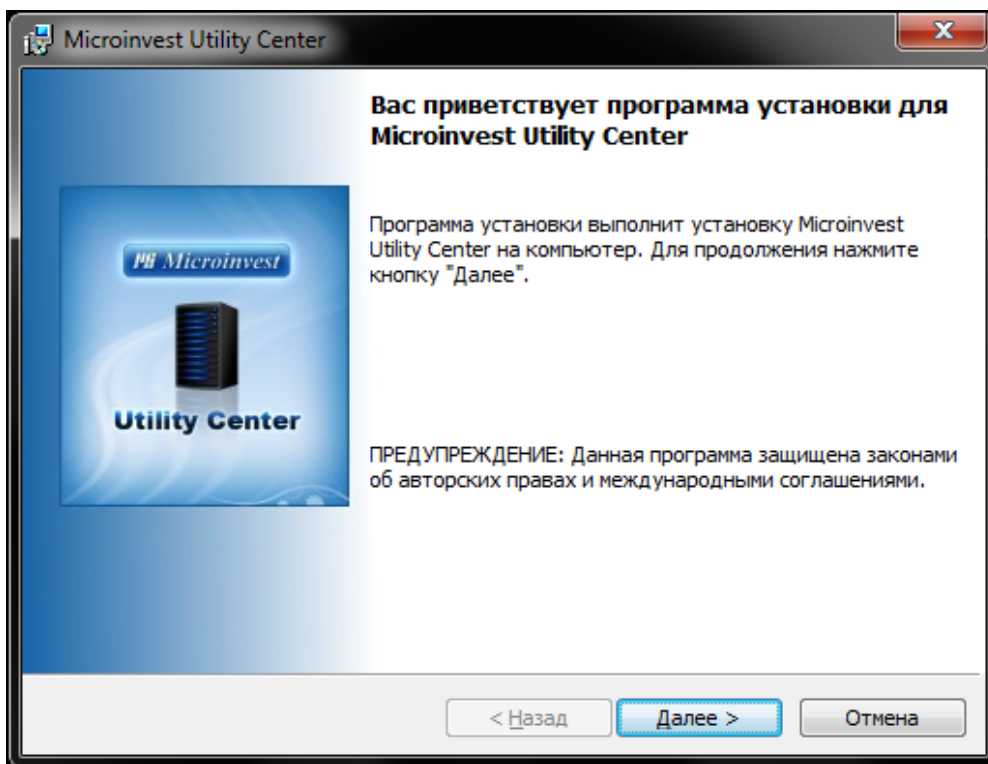 Microinvest Utility Center
Вас приветствует программа установки для
Microinvest Utility Center
Microinvest
Utility Center
Программа установки выполнит установку Microinvest
Utility Center на компьютер. Для продолжения нажмите
кнопку "Далее".
ПРЕДУПРЕЖДЕНИЕ: Данная программа защищена законами
об авторских правах и международными соглашениями.
< Назад
Далее >
Отмена